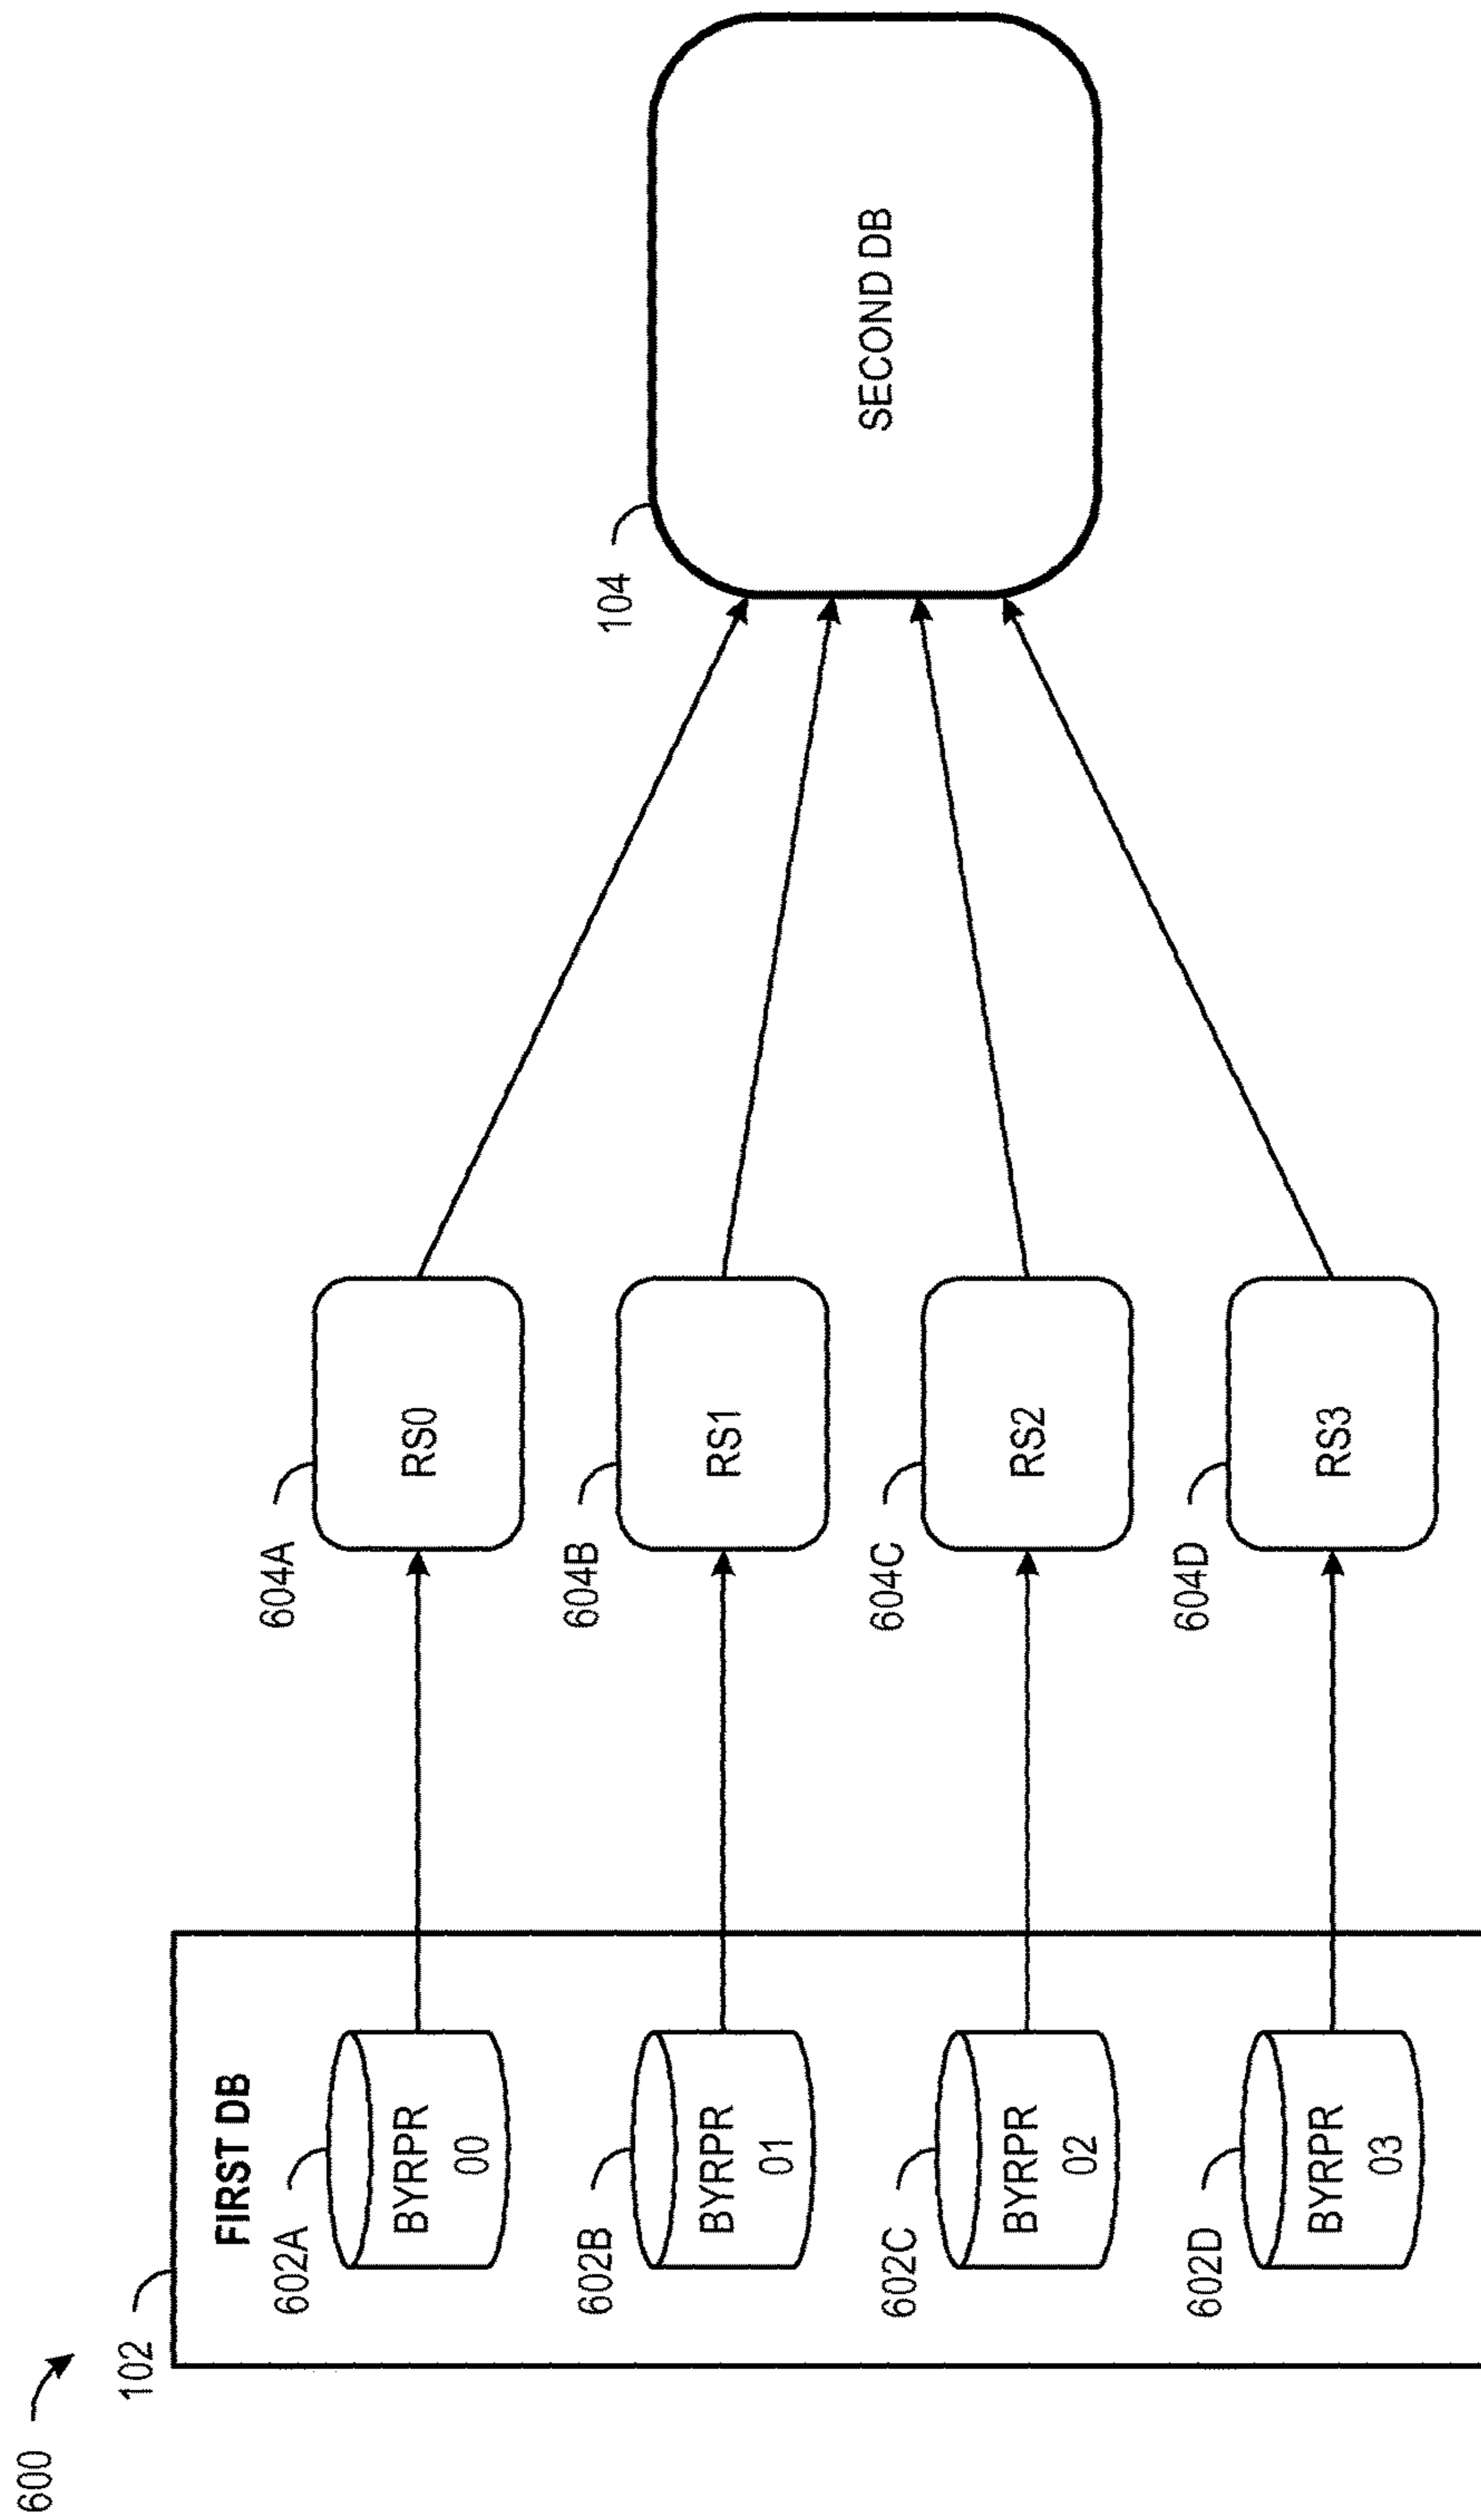 600
102
FIRST DB
602A
BYRPR
00
602B
BYRPR
01
602C
BYRPR
02
602D
BYRPR
03
604A
RS0
604B
RS1
604C
RS2
604D
RS3
104
SECOND DB